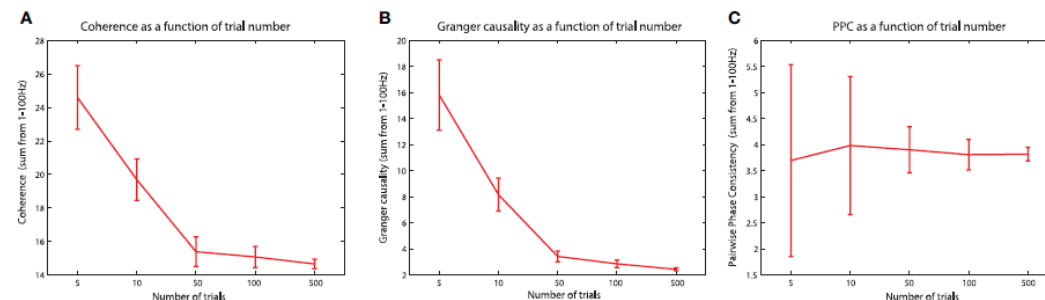 A
Coherence as a function of trial number
28
26
24
22
20
18
16
14
Coherence (sum from 1-100Hz)
5 10 50 100 500
Number of trials
B
Granger causality as a function of trial number
20
18
16
14
12
10
8
6
4
2
Granger causality (sum from 1-100Hz)
5 10 50 100 500
Number of trials
C
PPC as a function of trial number
6
5.5
5
4.5
4
3.5
3
2.5
2
1.5
Pairwise Phase Consistency (sum from 1-100Hz)
5 10 50 100 500
Number of trials